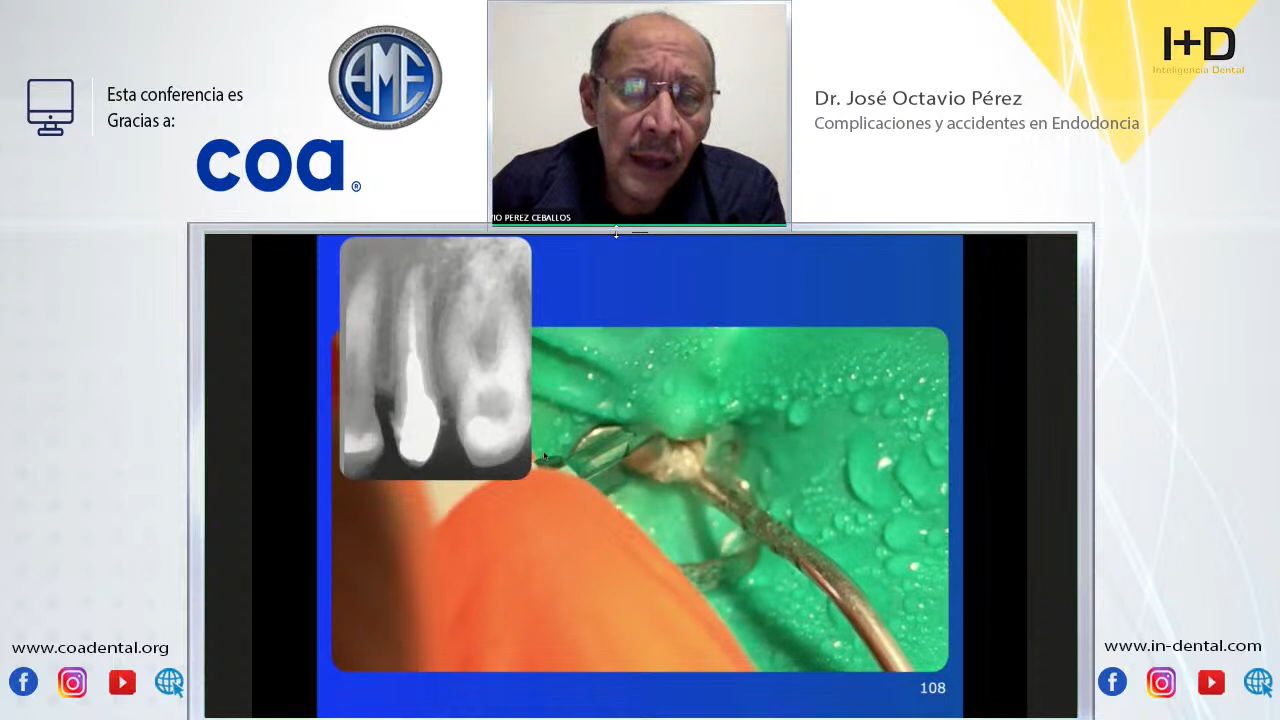 Esta conferencia es
Gracias a:
coa®
AME
IO PEREZ CEBALLOS
Dr. José Octavio Pérez
Complicaciones y accidentes en Endodoncia
I+D
Inteligencia Dental
108
www.coadental.org
www.in-dental.com